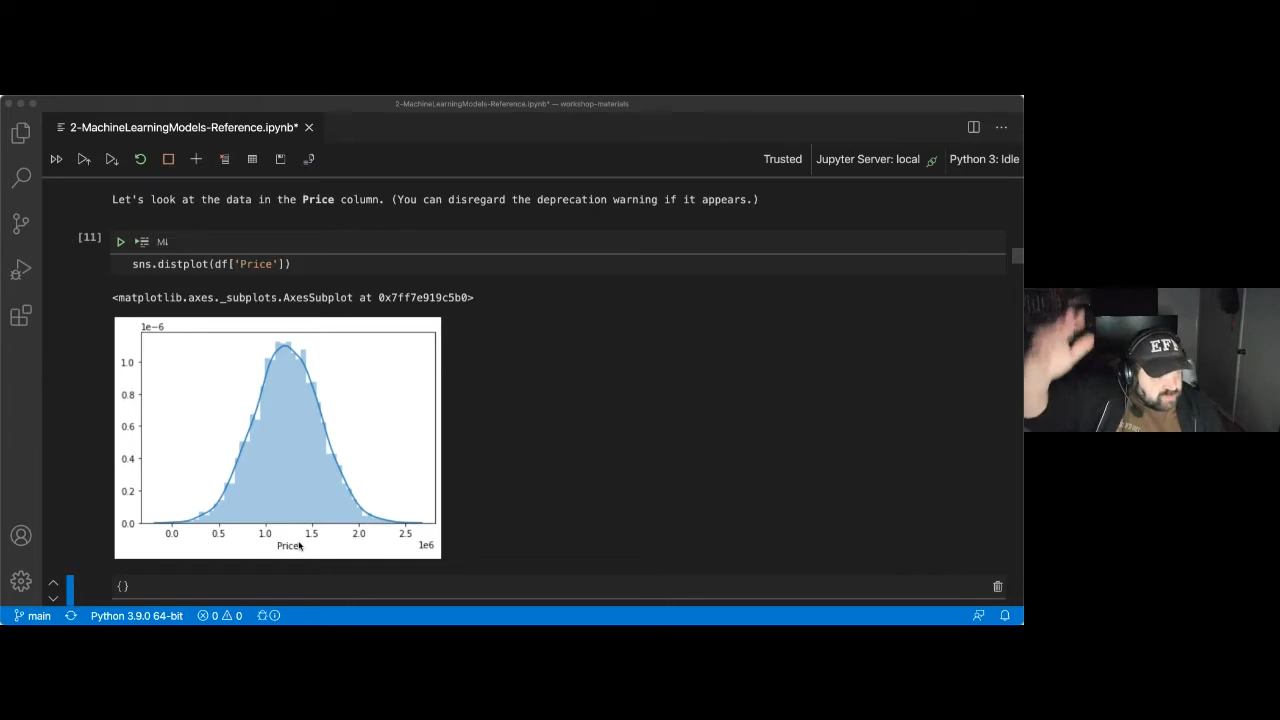 2-MachineLearningModels-Reference.ipynb* — workshop-materials
2-MachineLearningModels-Reference.ipynb*
Trusted
Jupyter Server: local
Python 3: Idle
Let's look at the data in the Price column. (You can disregard the deprecation warning if it appears.)
[11]
M↓
sns.distplot(df['Price'])
<matplotlib.axes._subplots.AxesSubplot at 0x7ff7e919c5b0>
1e−6
1.0
0.8
0.6
0.4
0.2
0.0
0.0 0.5 1.0 1.5 2.0 2.5
Price
1e6
{}
main
Python 3.9.0 64-bit
0 0